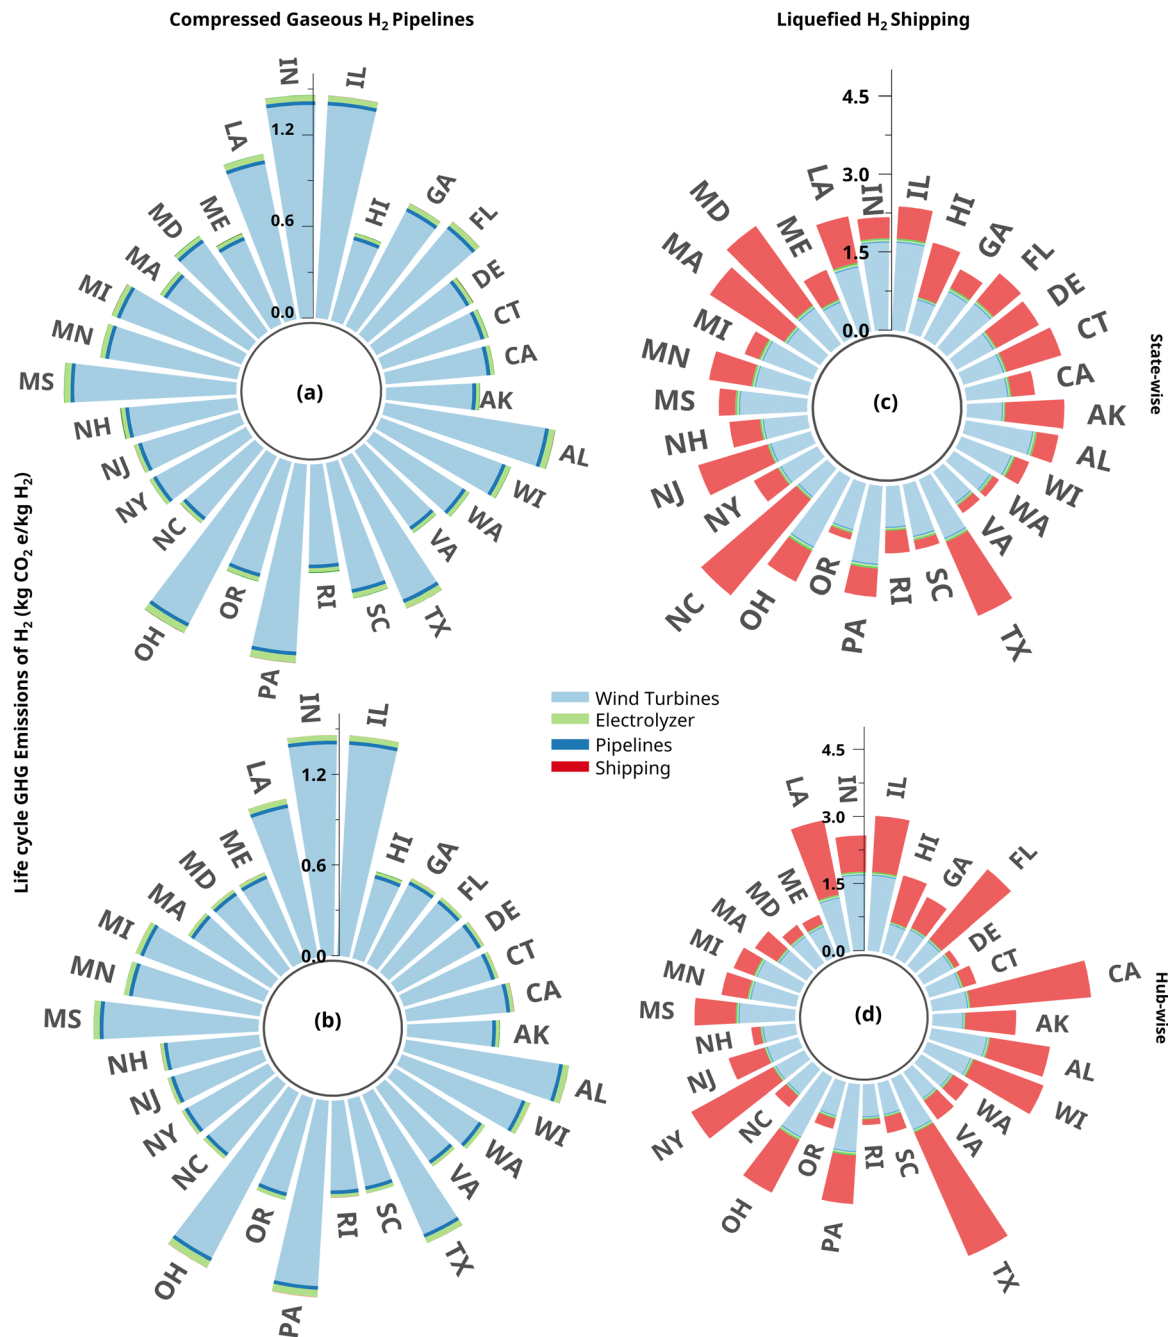 Compressed Gaseous H2 Pipelines
Liquefied H2 Shipping
Life cycle GHG Emissions of H2 (kg CO2 e/kg H2)
State-wise
Hub-wise
(a)
1.2
0.6
0.0
IL
HI
GA
FL
DE
CT
CA
AK
AL
WI
WA
VA
TX
SC
RI
PA
OR
OH
NC
NY
NJ
NH
MS
MN
MI
MA
MD
ME
LA
IN
(c)
4.5
3.0
1.5
0.0
IL
HI
GA
FL
DE
CT
CA
AK
AL
WI
WA
VA
TX
SC
RI
PA
OR
OH
NC
NY
NJ
NH
MS
MN
MI
MA
MD
ME
LA
IN
Wind Turbines
Electrolyzer
Pipelines
Shipping
(b)
1.2
0.6
0.0
IL
HI
GA
FL
DE
CT
CA
AK
AL
WI
WA
VA
TX
SC
RI
PA
OR
OH
NC
NY
NJ
NH
MS
MN
MI
MA
MD
ME
LA
IN
(d)
4.5
3.0
1.5
0.0
IL
HI
GA
FL
DE
CT
CA
AK
AL
WI
WA
VA
TX
SC
RI
PA
OR
OH
NC
NY
NJ
NH
MS
MN
MI
MA
MD
ME
LA
IN